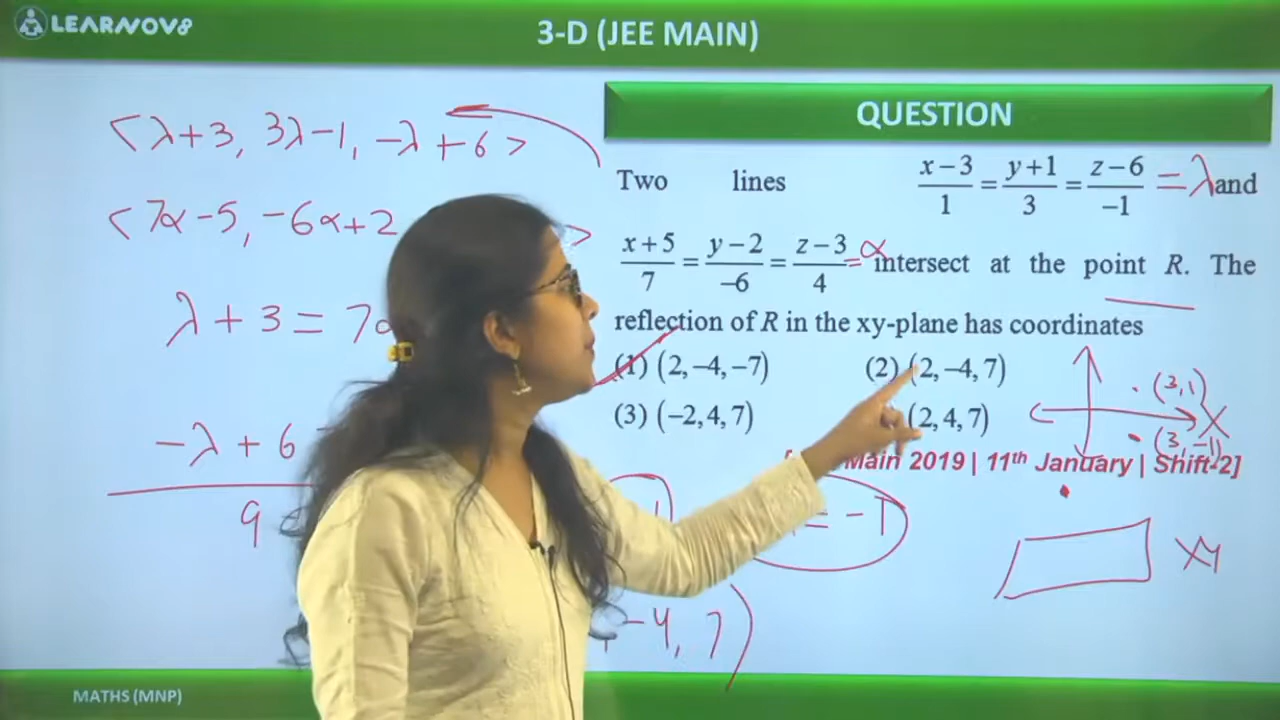 LEARNOV8
3-D (JEE MAIN)
QUESTION
<λ+3, 3λ-1, -λ+6>
<7α-5, -6α+2 >
λ+3=7α
-λ+6
9
Two lines x−3/1 = y+1/3 = z−6/−1 =λ and
x+5/7 = y−2/−6 = z−3/4 =α intersect at the point R. The
reflection of R in the xy-plane has coordinates
(1) (2,−4,−7) (2) (2,−4,7)
(3) (−2,4,7) (2,4,7)
Main 2019| 11th January| Shift-2]
(3,1)
X
(3,-1)
= -1
XY
-4, 7)
MATHS (MNP)